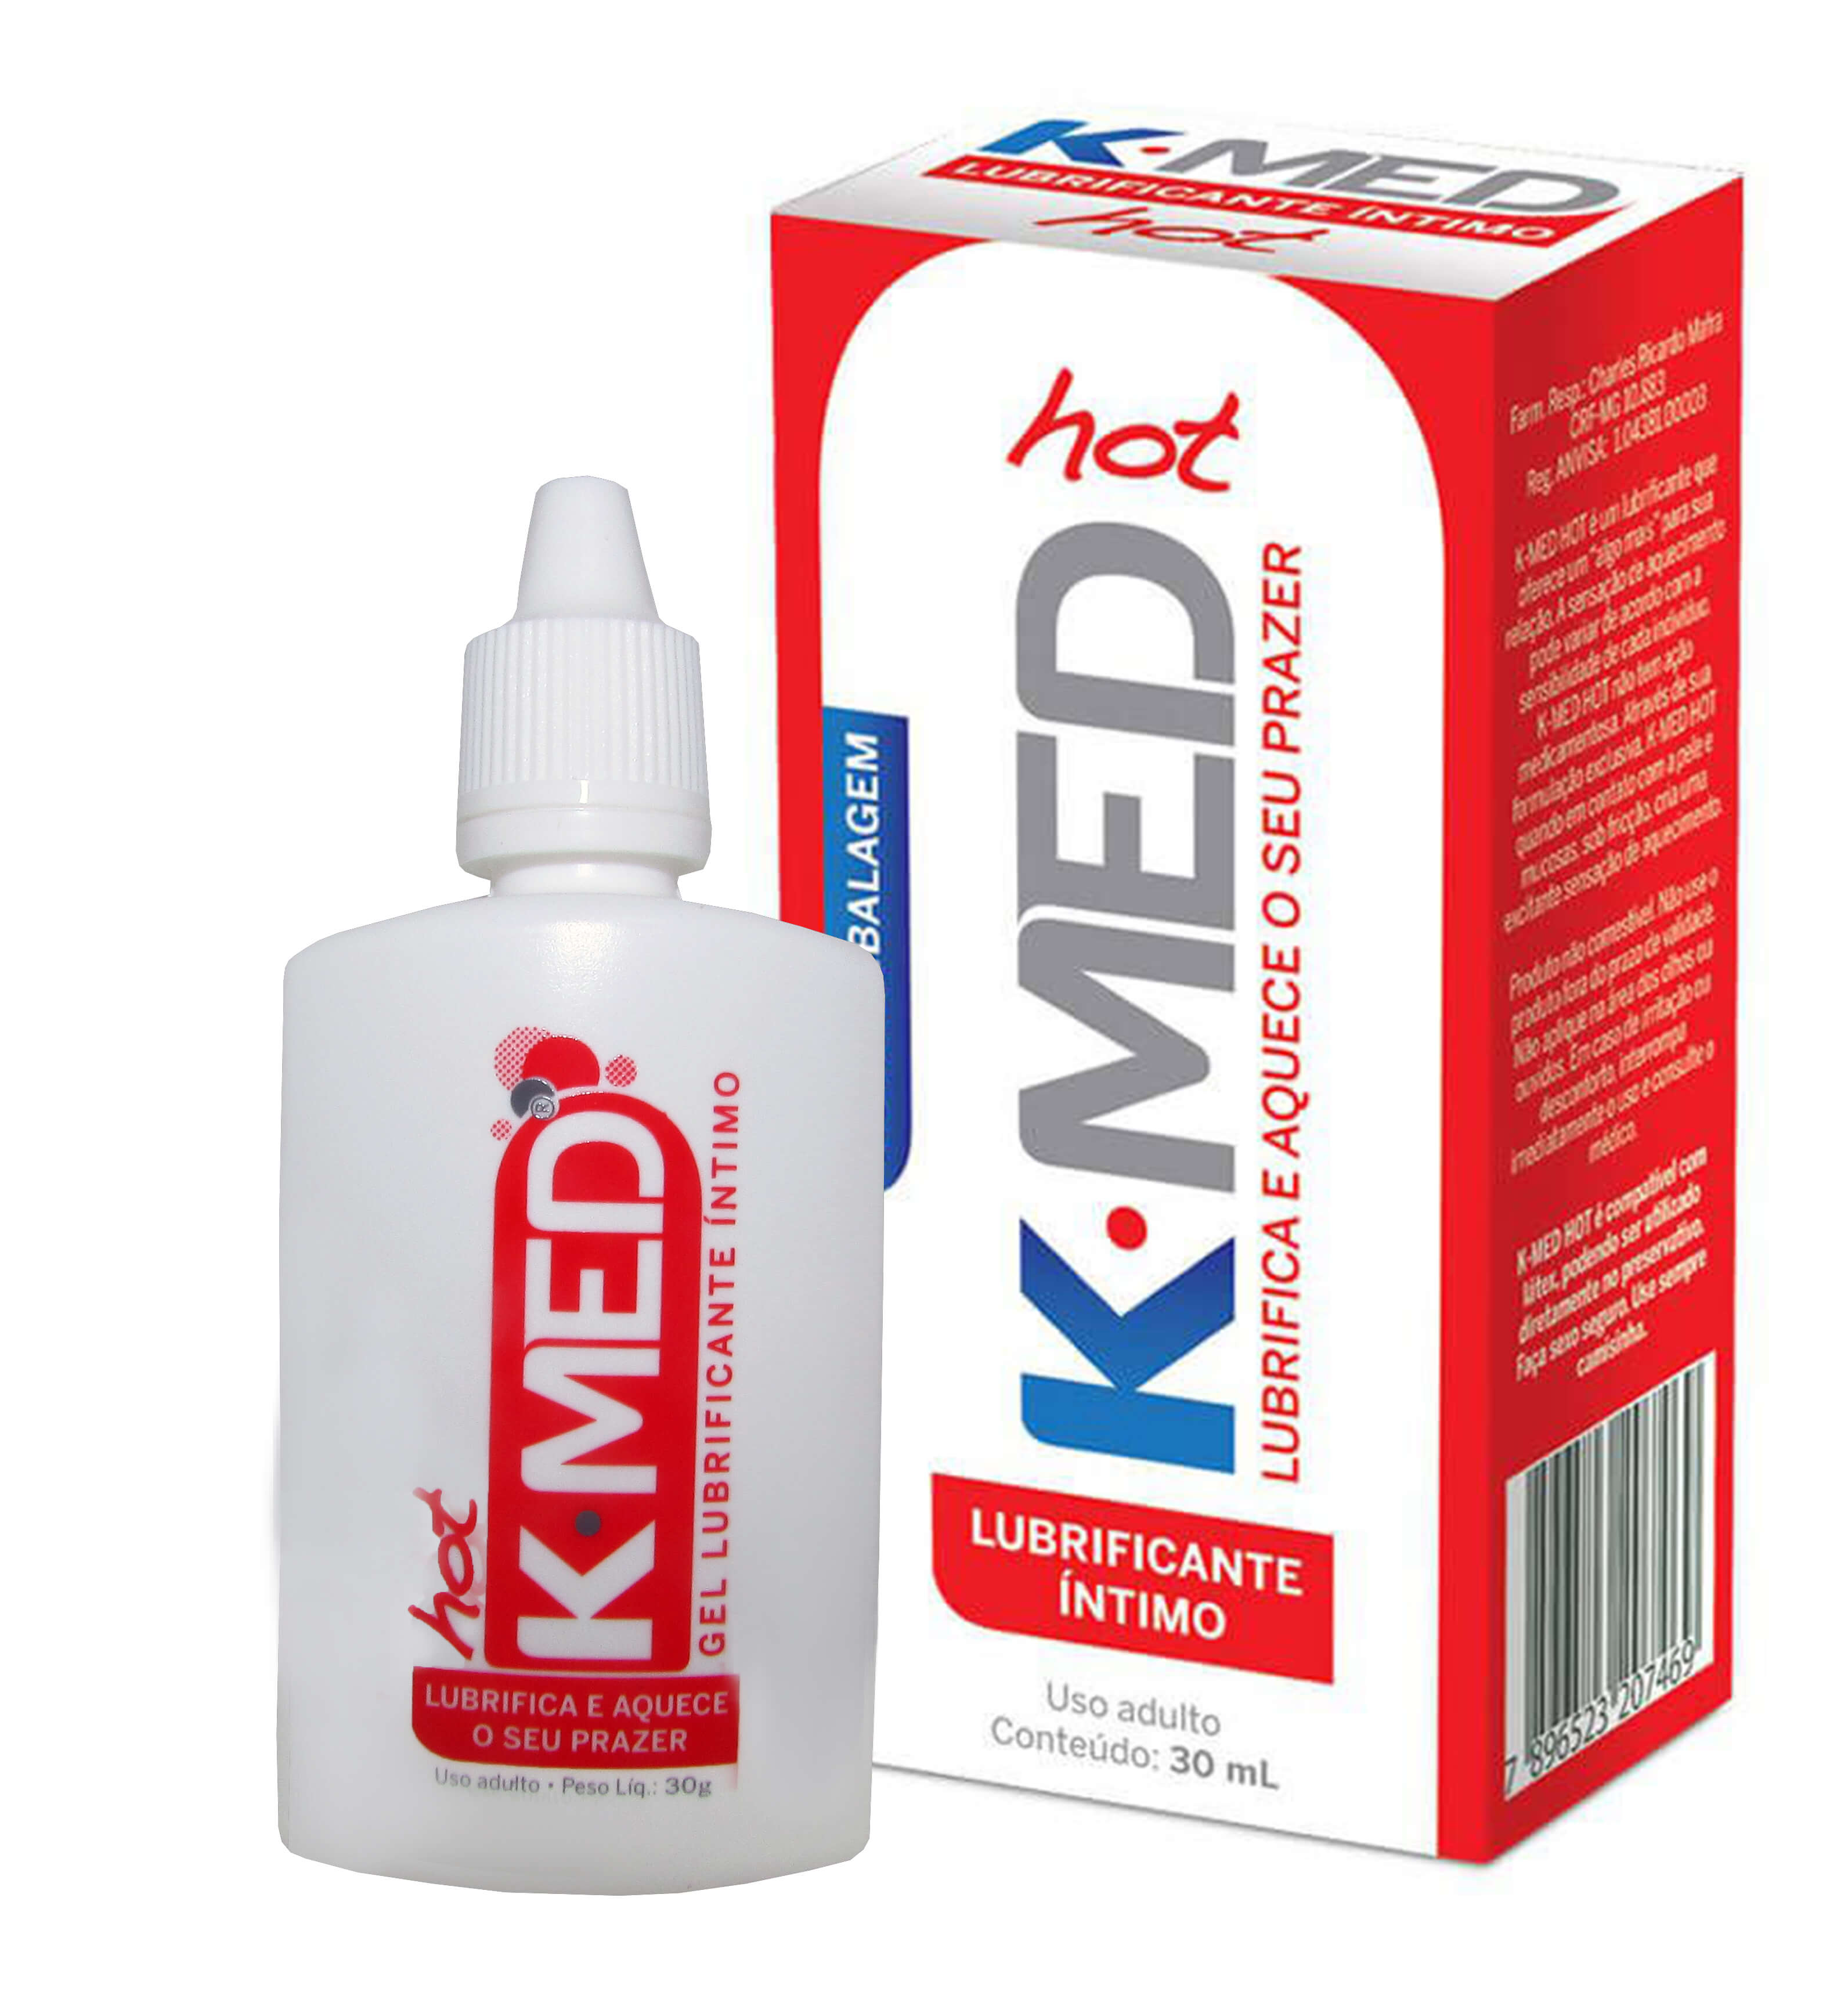 K·MED
LUBRIFICANTE ÍNTIMO
hot
hot
K·MED
LUBRIFICA E AQUECE O SEU PRAZER
BALAGEM
LUBRIFICANTE
ÍNTIMO
Uso adulto
Conteúdo: 30 mL
Farm. Resp.: Charles Ricardo Mafra
CRF-MG 10.883
Reg. ANVISA: 1.04381.00003
K-MED HOT é um lubrificante que
oferece um "algo mais" para sua
relação. A sensação de aquecimento
pode variar de acordo com a
sensibilidade de cada indivíduo.
K-MED HOT não tem ação
medicamentosa. Através de sua
formulação exclusiva, K-MED HOT
quando em contato com a pele e
mucosas, sob fricção, cria uma
excitante sensação de aquecimento.
Produto não comestível. Não use o
produto fora do prazo de validade.
Não aplique na área dos olhos ou
ouvidos. Em caso de irritação ou
desconforto, interrompa
imediatamente o uso e consulte o
médico.
K-MED HOT é compatível com
látex, podendo ser utilizado
diretamente no preservativo.
Faça sexo seguro. Use sempre
camisinha.
7 896523 207469
hot
K·MED
GEL LUBRIFICANTE ÍNTIMO
LUBRIFICA E AQUECE
O SEU PRAZER
Uso adulto • Peso Líq.: 30g